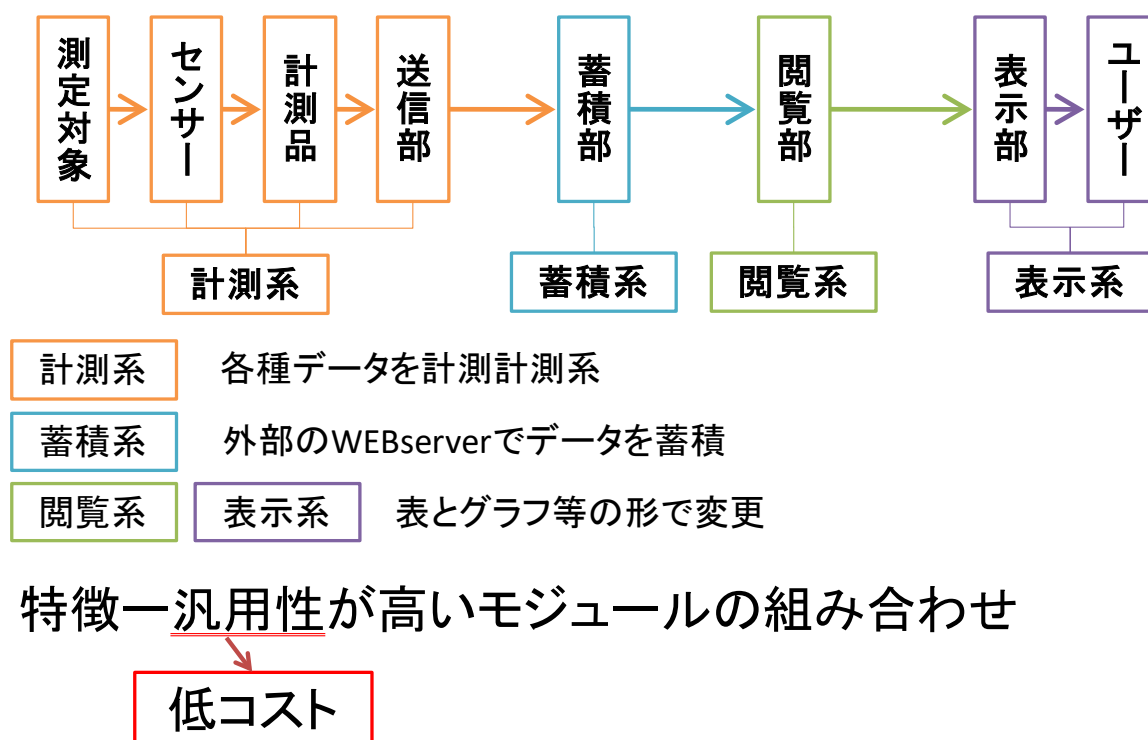 測定対象
センサー
計測品
送信部
蓄積部
閲覧部
表示部
ユーザー
計測系
蓄積系
閲覧系
表示系
計測系 各種データを計測計測系
蓄積系 外部のWEBserverでデータを蓄積
閲覧系 表示系 表とグラフ等の形で変更
特徴ー汎用性が高いモジュールの組み合わせ
低コスト